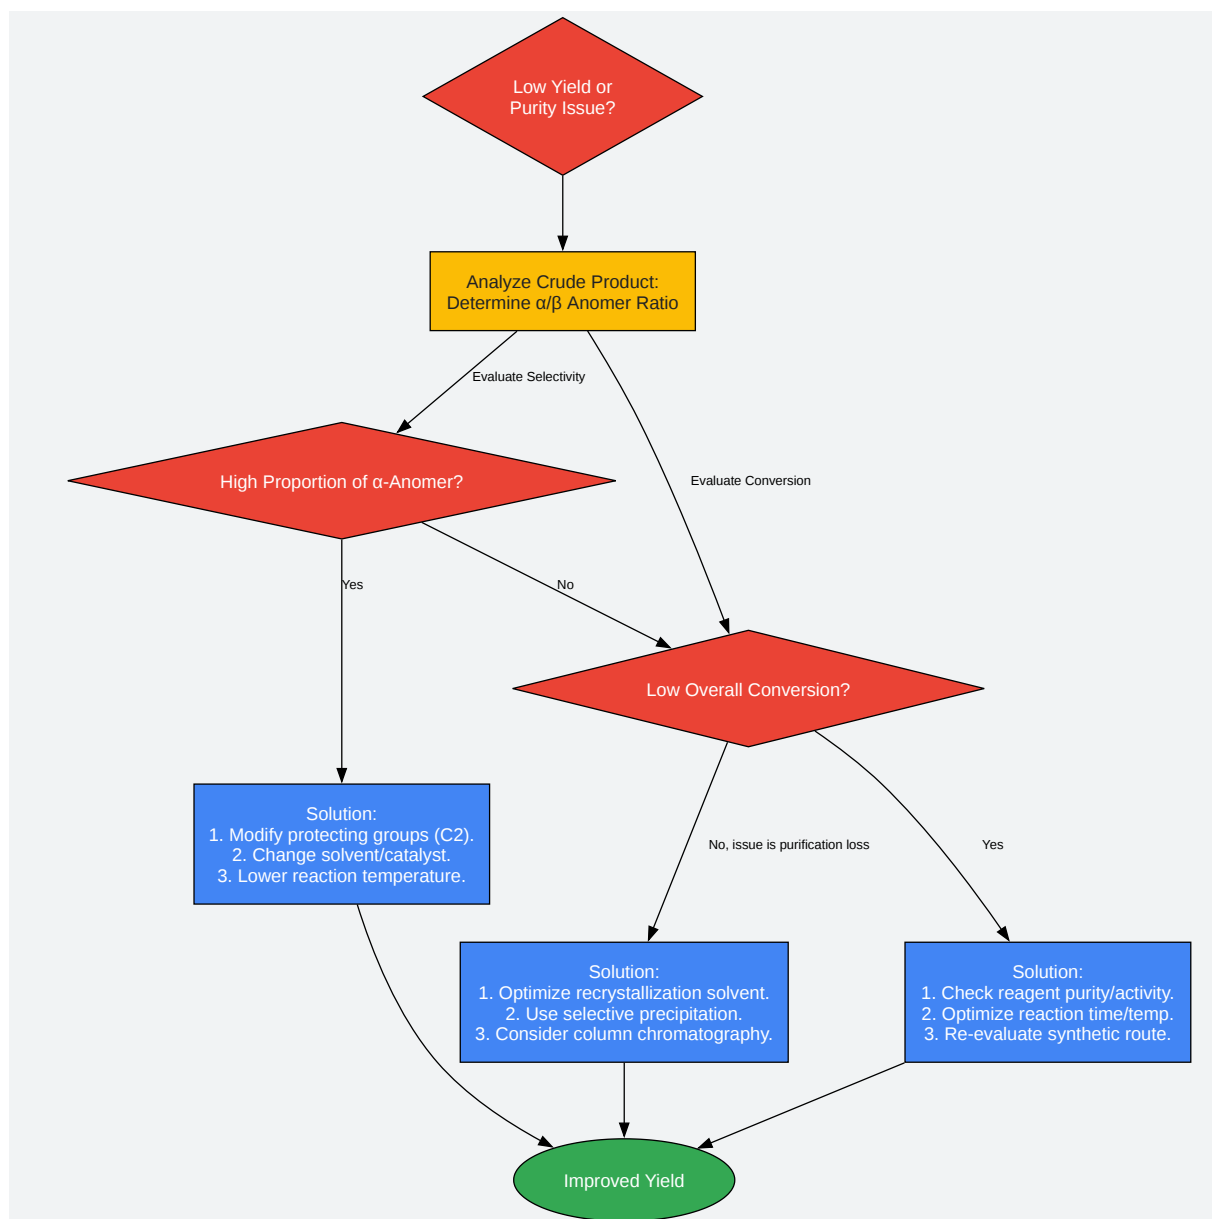 Low Yield or
Purity Issue?
Analyze Crude Product:
Determine α/β Anomer Ratio
Evaluate Selectivity
High Proportion of α-Anomer?
Evaluate Conversion
Yes
No
Low Overall Conversion?
Solution:
1. Modify protecting groups (C2).
2. Change solvent/catalyst.
3. Lower reaction temperature.
No, issue is purification loss
Yes
Solution:
1. Optimize recrystallization solvent.
2. Use selective precipitation.
3. Consider column chromatography.
Solution:
1. Check reagent purity/activity.
2. Optimize reaction time/temp.
3. Re-evaluate synthetic route.
Improved Yield